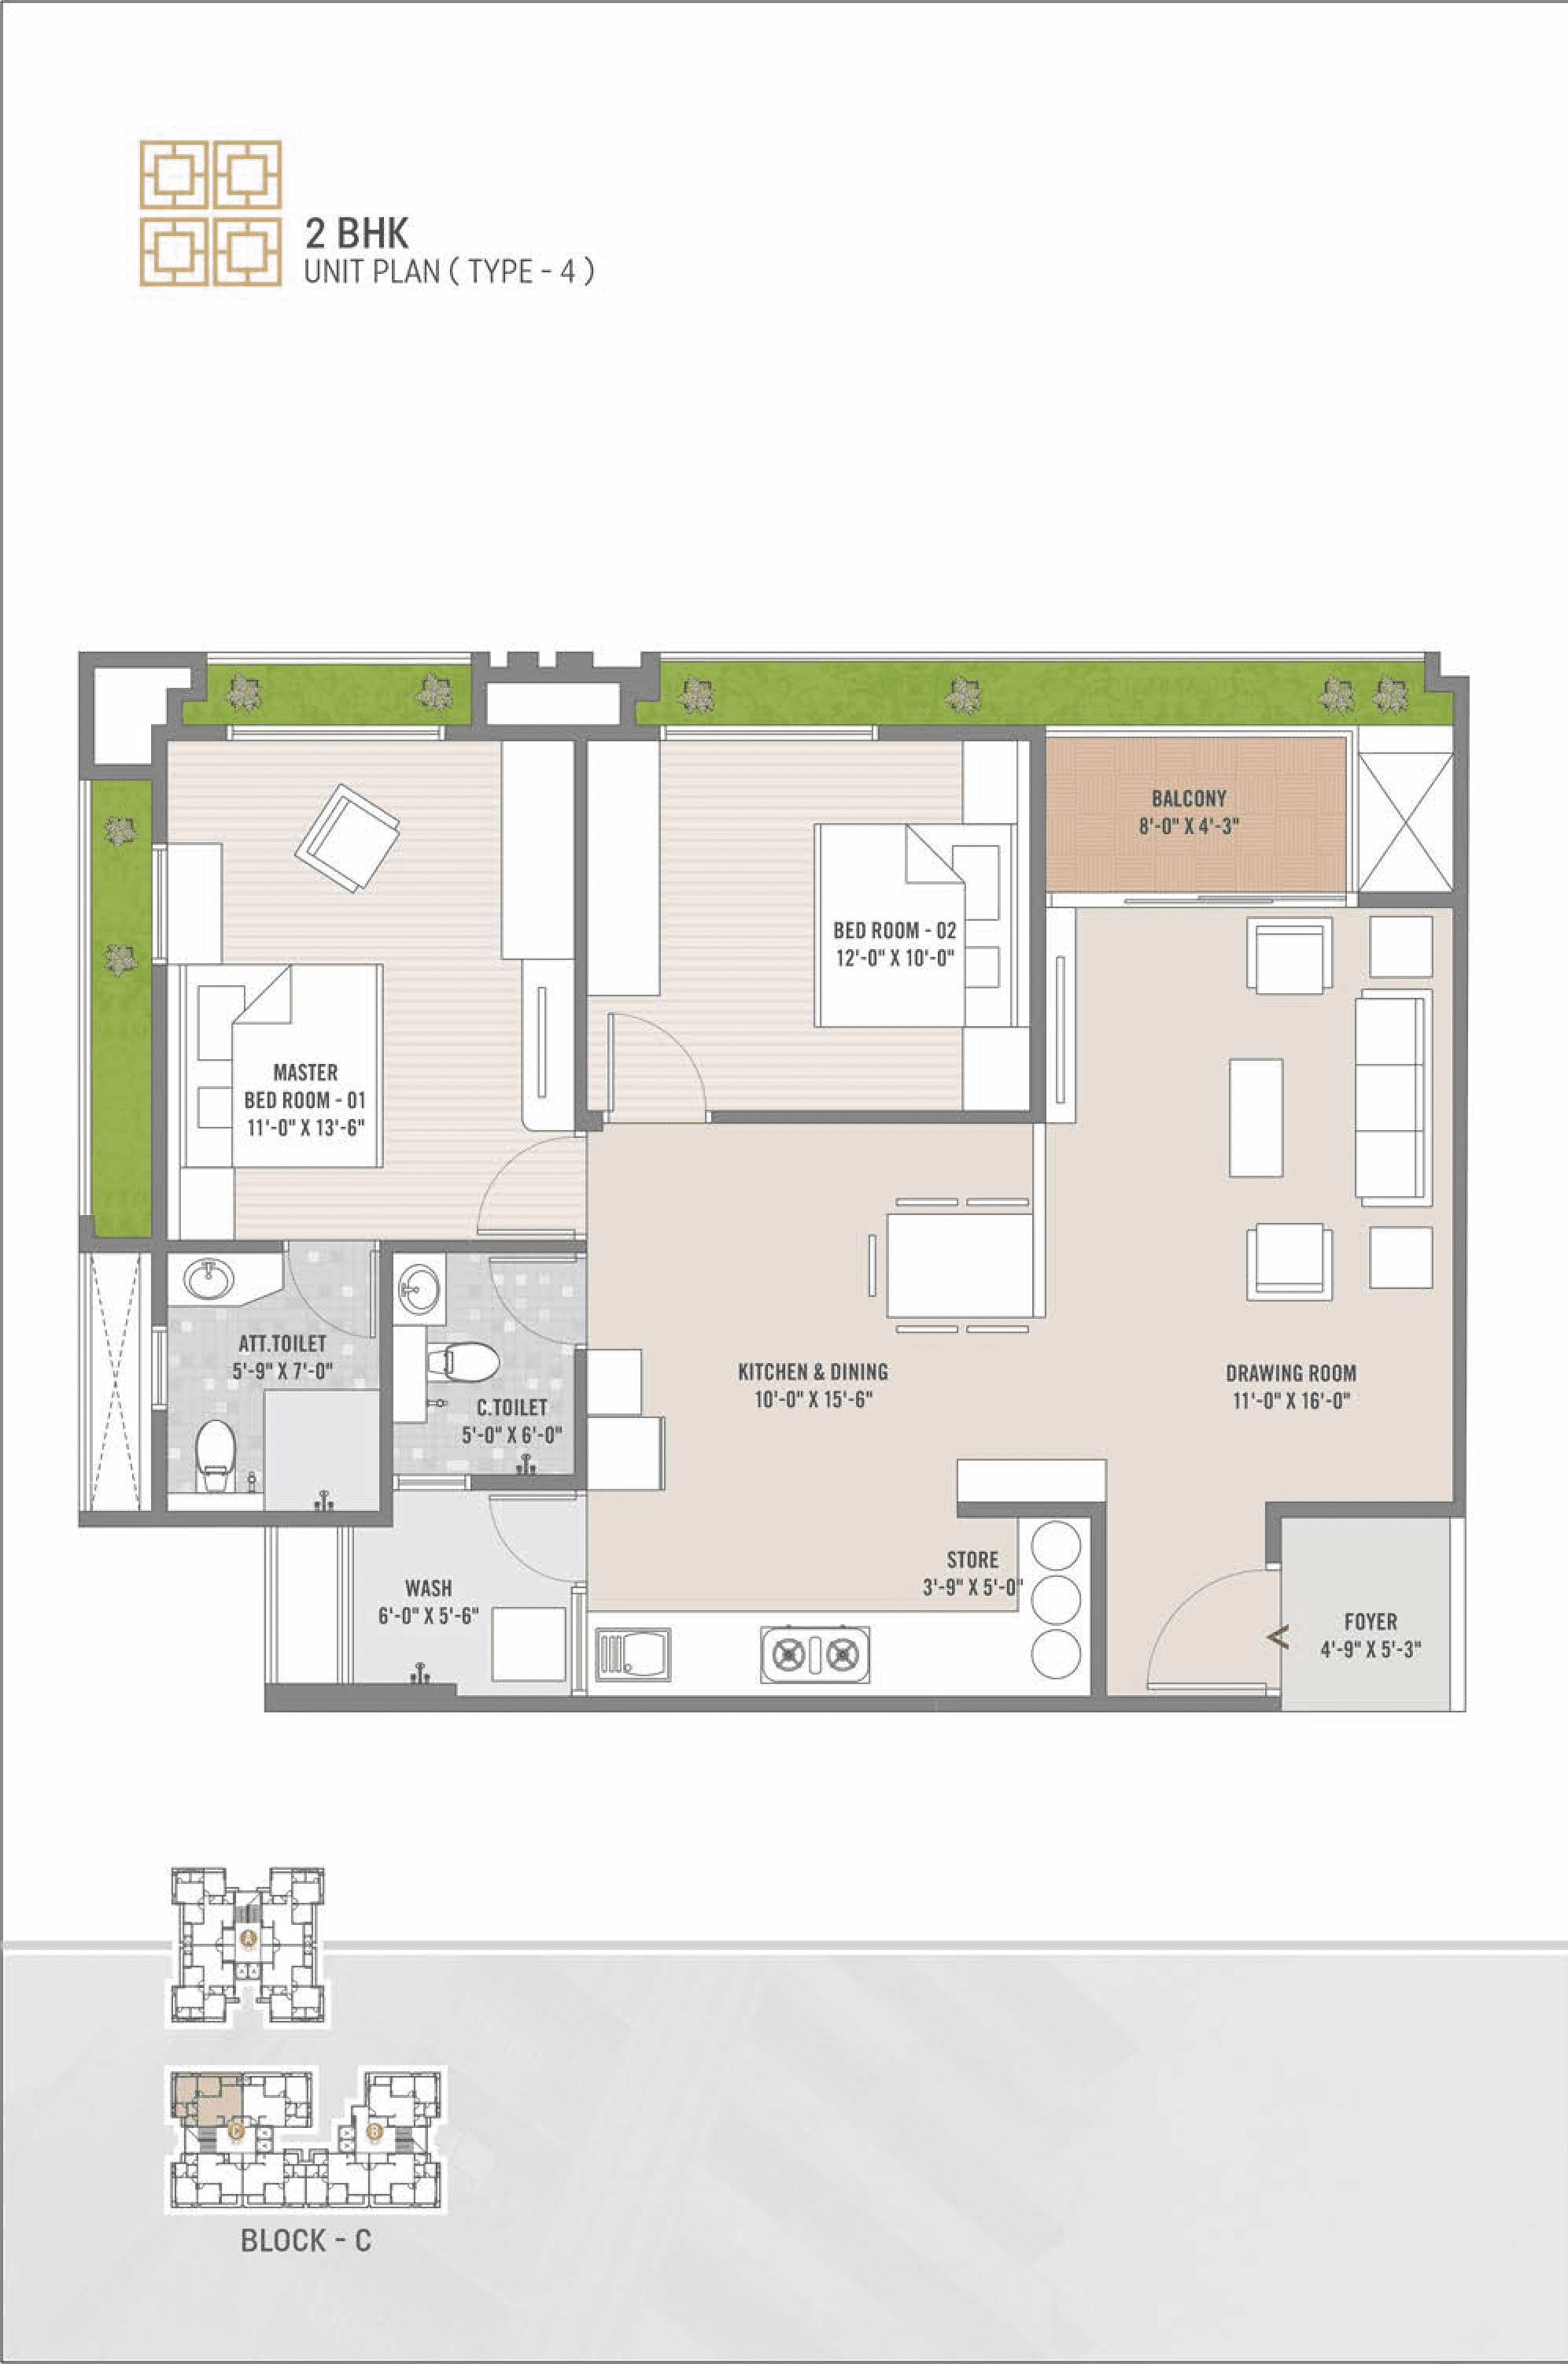 2 BHK
UNIT PLAN ( TYPE - 4 )
BALCONY
8'-0" X 4'-3"
BED ROOM - 02
12'-0" X 10'-0"
MASTER
BED ROOM - 01
11'-0" X 13'-6"
ATT.TOILET
5'-9" X 7'-0"
C.TOILET
5'-0" X 6'-0"
KITCHEN & DINING
10'-0" X 15'-6"
DRAWING ROOM
11'-0" X 16'-0"
STORE
3'-9" X 5'-0"
WASH
6'-0" X 5'-6"
FOYER
4'-9" X 5'-3"
A
C
B
BLOCK - C